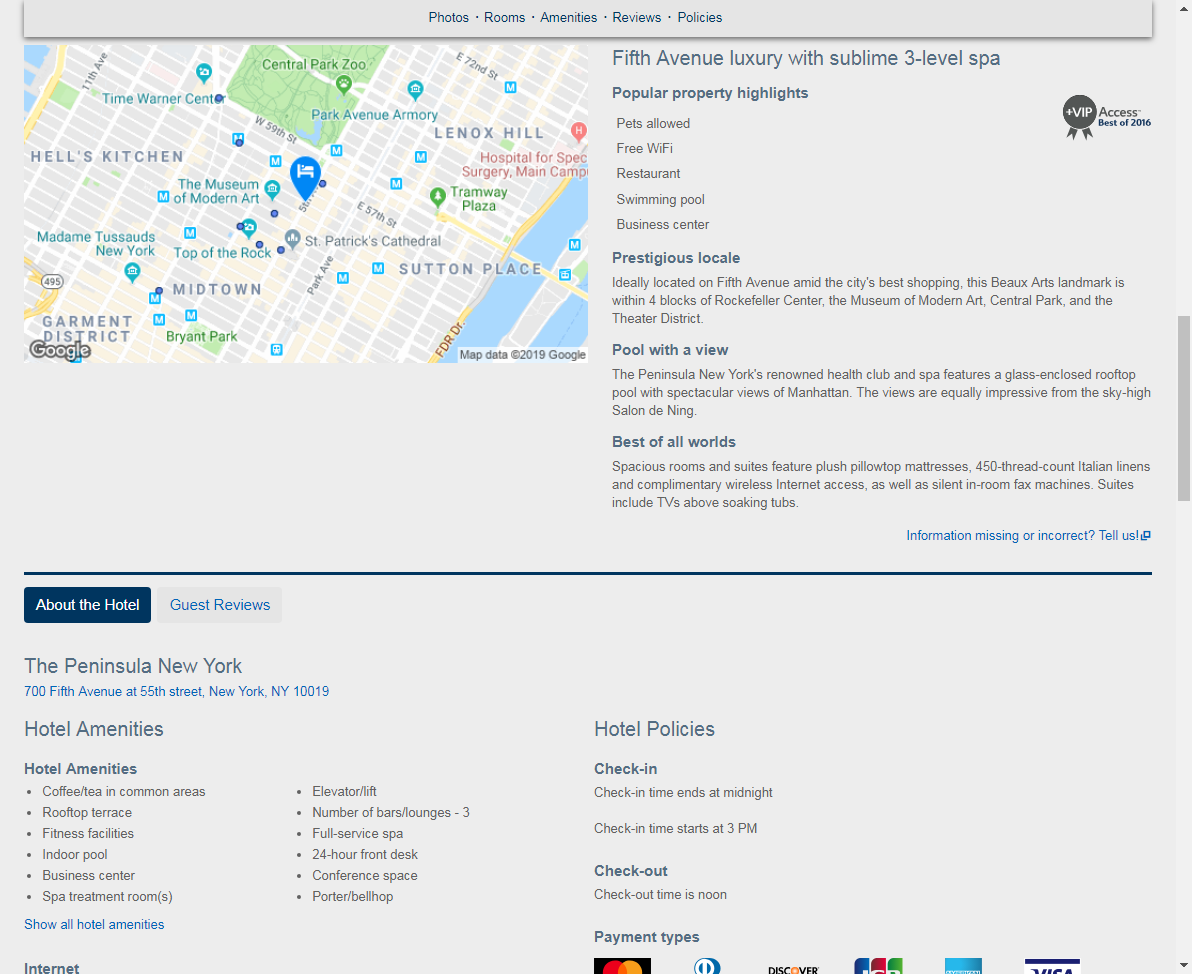 Photos · Rooms · Amenities · Reviews · Policies
11th Ave
Central Park Zoo
E 72nd St
Time Warner Center
Park Avenue Armory
W 59th St
LENOX HILL
HELL'S KITCHEN
Hospital for Spec
Surgery, Main Camp
The Museum
of Modern Art
5th
Tramway
Plaza
E 57th St
Madame Tussauds
New York
Top of the Rock
St. Patrick's Cathedral
SUTTON PLACE
Park Ave
495
MIDTOWN
GARMENT
DISTRICT
Bryant Park
FDR Dr.
Google
Map data ©2019 Google
Fifth Avenue luxury with sublime 3-level spa
Popular property highlights
+VIP Access™
Best of 2016
Pets allowed
Free WiFi
Restaurant
Swimming pool
Business center
Prestigious locale
Ideally located on Fifth Avenue amid the city's best shopping, this Beaux Arts landmark is
within 4 blocks of Rockefeller Center, the Museum of Modern Art, Central Park, and the
Theater District.
Pool with a view
The Peninsula New York's renowned health club and spa features a glass-enclosed rooftop
pool with spectacular views of Manhattan. The views are equally impressive from the sky-high
Salon de Ning.
Best of all worlds
Spacious rooms and suites feature plush pillowtop mattresses, 450-thread-count Italian linens
and complimentary wireless Internet access, as well as silent in-room fax machines. Suites
include TVs above soaking tubs.
Information missing or incorrect? Tell us!
About the Hotel
Guest Reviews
The Peninsula New York
700 Fifth Avenue at 55th street, New York, NY 10019
Hotel Amenities
Hotel Amenities
• Coffee/tea in common areas
• Rooftop terrace
• Fitness facilities
• Indoor pool
• Business center
• Spa treatment room(s)
• Elevator/lift
• Number of bars/lounges - 3
• Full-service spa
• 24-hour front desk
• Conference space
• Porter/bellhop
Show all hotel amenities
Internet
Hotel Policies
Check-in
Check-in time ends at midnight
Check-in time starts at 3 PM
Check-out
Check-out time is noon
Payment types
DISCOVER
JCB
VISA